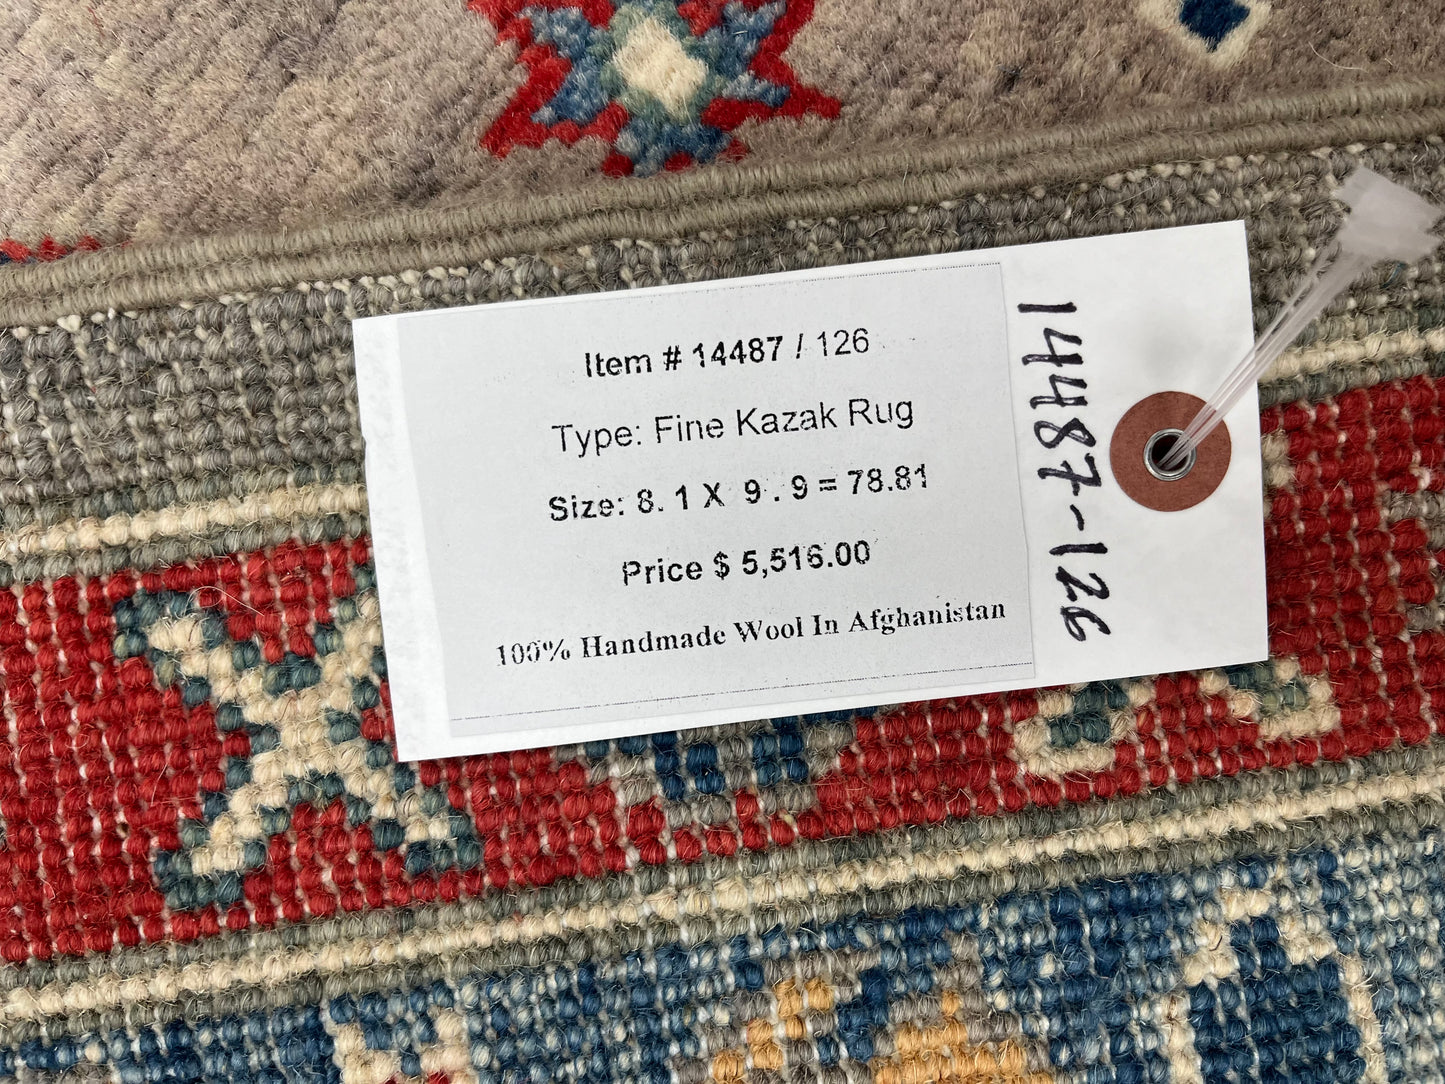 Item # 14487 / 126
Type: Fine Kazak Rug
Size: 8. 1 X 9 . 9 = 78.81
Price $ 5,516.00
100% Handmade Wool In Afghanistan
14487-126